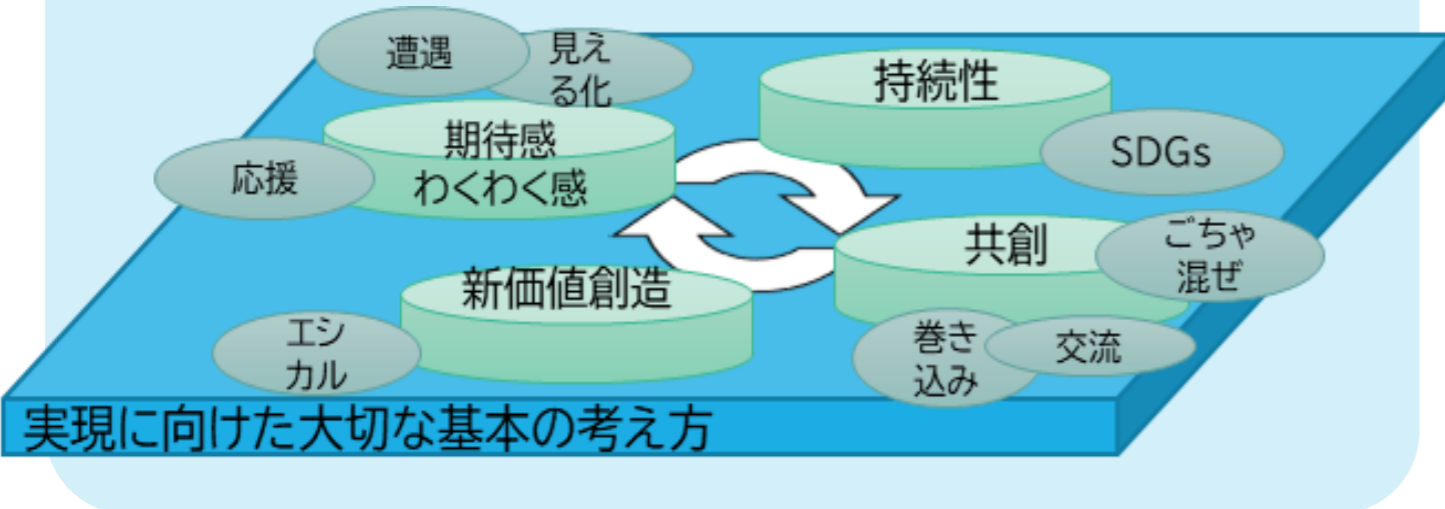 遭遇
見え
る化
期待感
わくわく感
応援
持続性
SDGs
共創
ごちゃ
混ぜ
巻き
込み
交流
新価値創造
エシ
カル
実現に向けた大切な基本の考え方